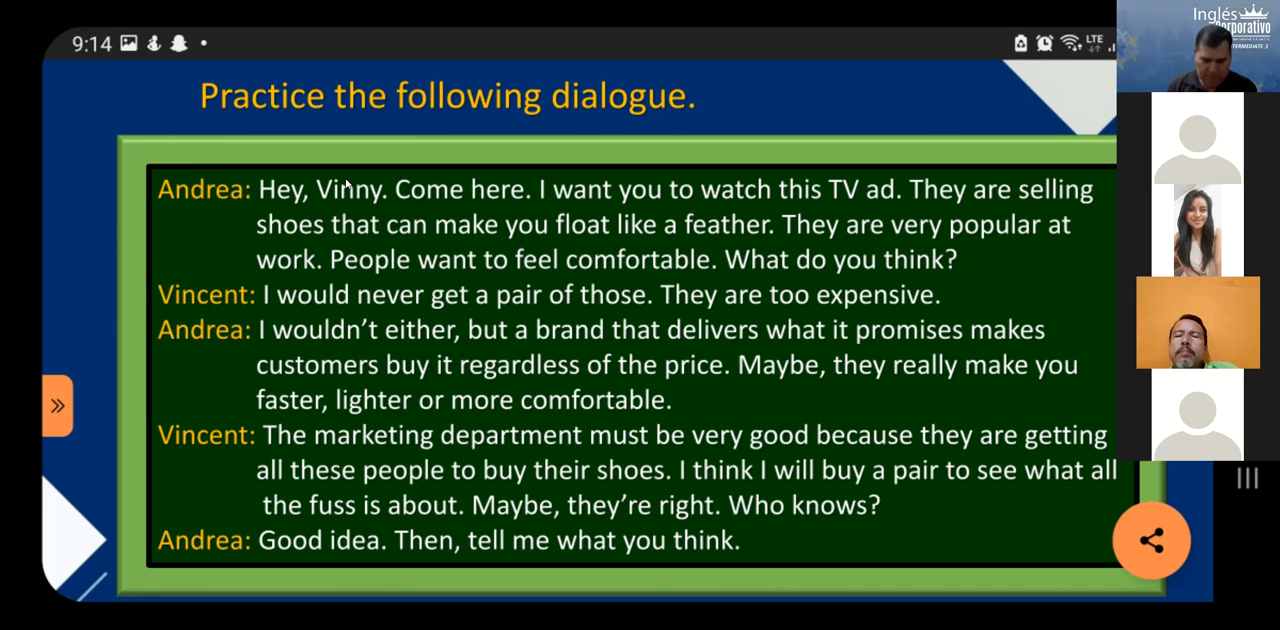 9:14
LTE
Inglés
Corporativo
INTERMEDIATE 3
Practice the following dialogue.
Andrea: Hey, Vinny. Come here. I want you to watch this TV ad. They are selling
shoes that can make you float like a feather. They are very popular at
work. People want to feel comfortable. What do you think?
Vincent: I would never get a pair of those. They are too expensive.
Andrea: I wouldn’t either, but a brand that delivers what it promises makes
customers buy it regardless of the price. Maybe, they really make you
faster, lighter or more comfortable.
Vincent: The marketing department must be very good because they are getting
all these people to buy their shoes. I think I will buy a pair to see what all
the fuss is about. Maybe, they’re right. Who knows?
Andrea: Good idea. Then, tell me what you think.